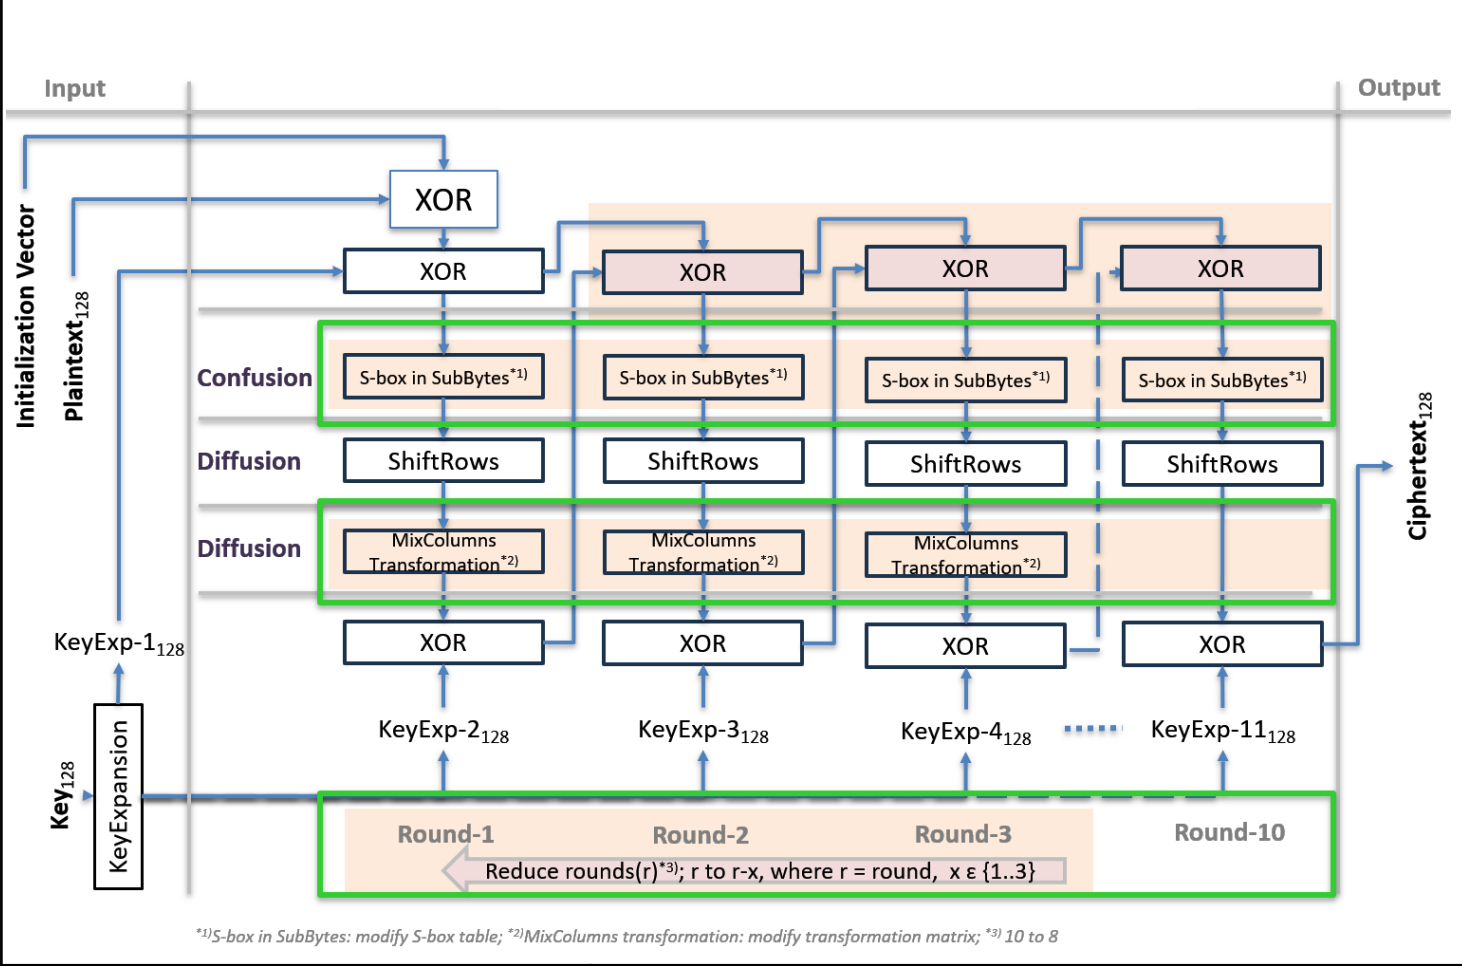 Input
Output
Initialization Vector
Plaintext128
XOR
XOR
XOR
XOR
XOR
Confusion
S-box in SubBytes*1)
S-box in SubBytes*1)
S-box in SubBytes*1)
S-box in SubBytes*1)
Diffusion
ShiftRows
ShiftRows
ShiftRows
ShiftRows
Ciphertext128
Diffusion
MixColumns
Transformation*2)
MixColumns
Transformation*2)
MixColumns
Transformation*2)
KeyExp-1128
XOR
XOR
XOR
XOR
KeyExp-2128
KeyExp-3128
KeyExp-4128
KeyExp-11128
Key128
KeyExpansion
Round-1
Round-2
Round-3
Round-10
Reduce rounds(r)*3); r to r-x, where r = round, x ε {1..3}
*1)S-box in SubBytes: modify S-box table; *2)MixColumns transformation: modify transformation matrix; *3) 10 to 8